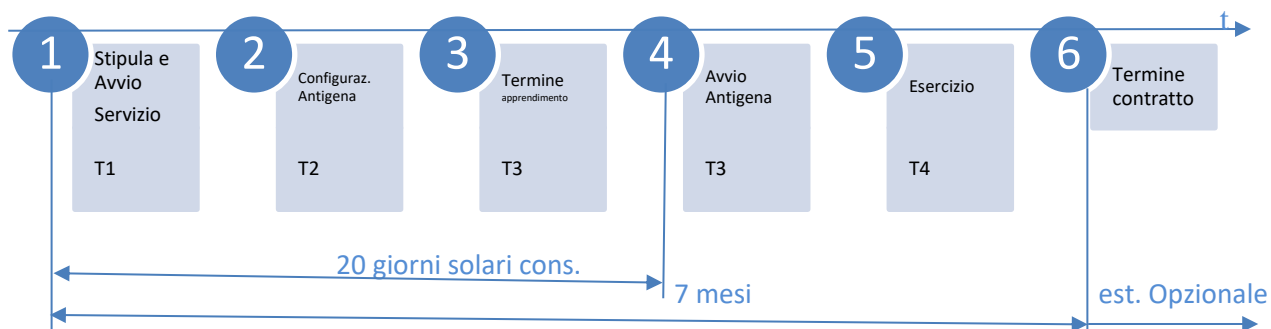 t
1
Stipula e
Avvio
Servizio
T1
2
Configuraz.
Antigena
T2
3
Termine
apprendimento
T3
4
Avvio
Antigena
T3
5
Esercizio
T4
6
Termine
contratto
20 giorni solari cons.
7 mesi
est. Opzionale